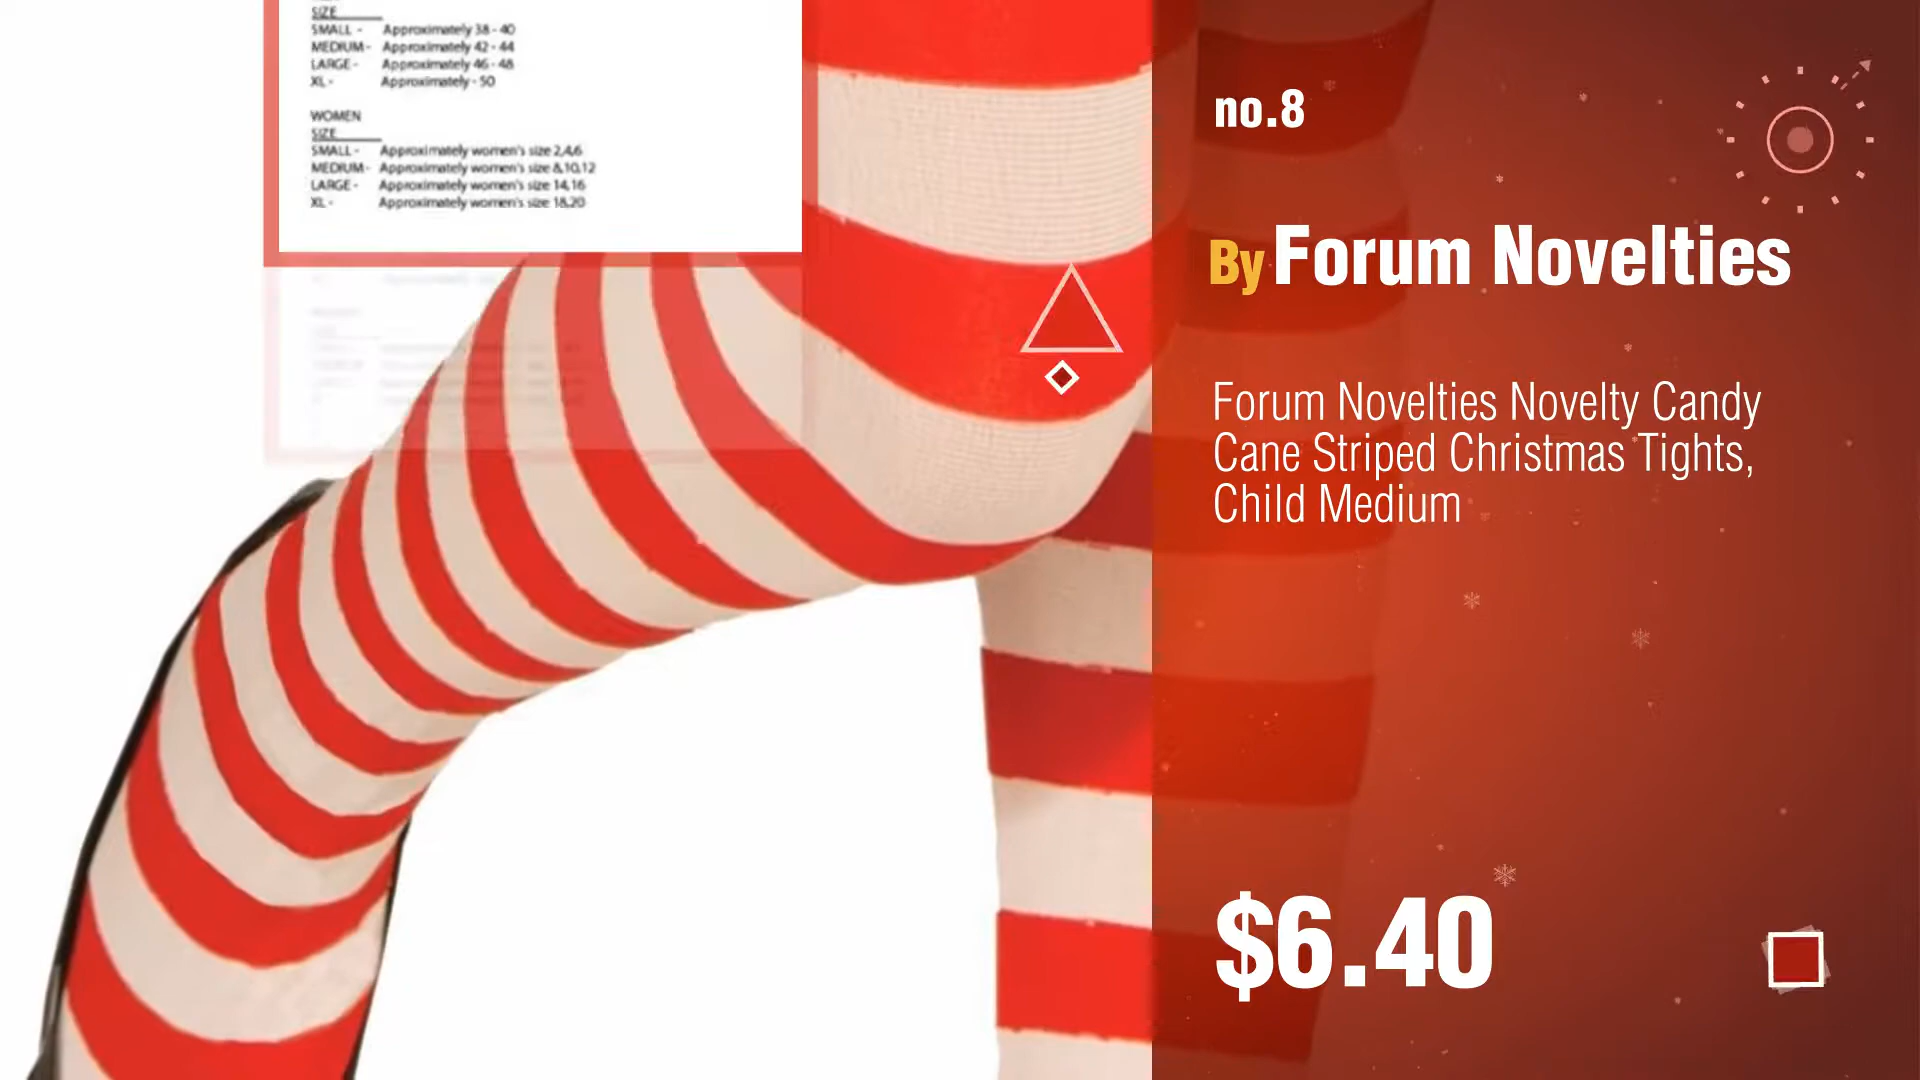 SIZE
SMALL - Approximately 38 - 40
MEDIUM - Approximately 42 - 44
LARGE - Approximately 46 - 48
XL - Approximately - 50
WOMEN
SIZE
SMALL - Approximately women's size 2,4,6
MEDIUM - Approximately women's size 8,10,12
LARGE - Approximately women's size 14,16
XL - Approximately women's size 18,20
no.8
By Forum Novelties
Forum Novelties Novelty Candy
Cane Striped Christmas Tights,
Child Medium
$6.40